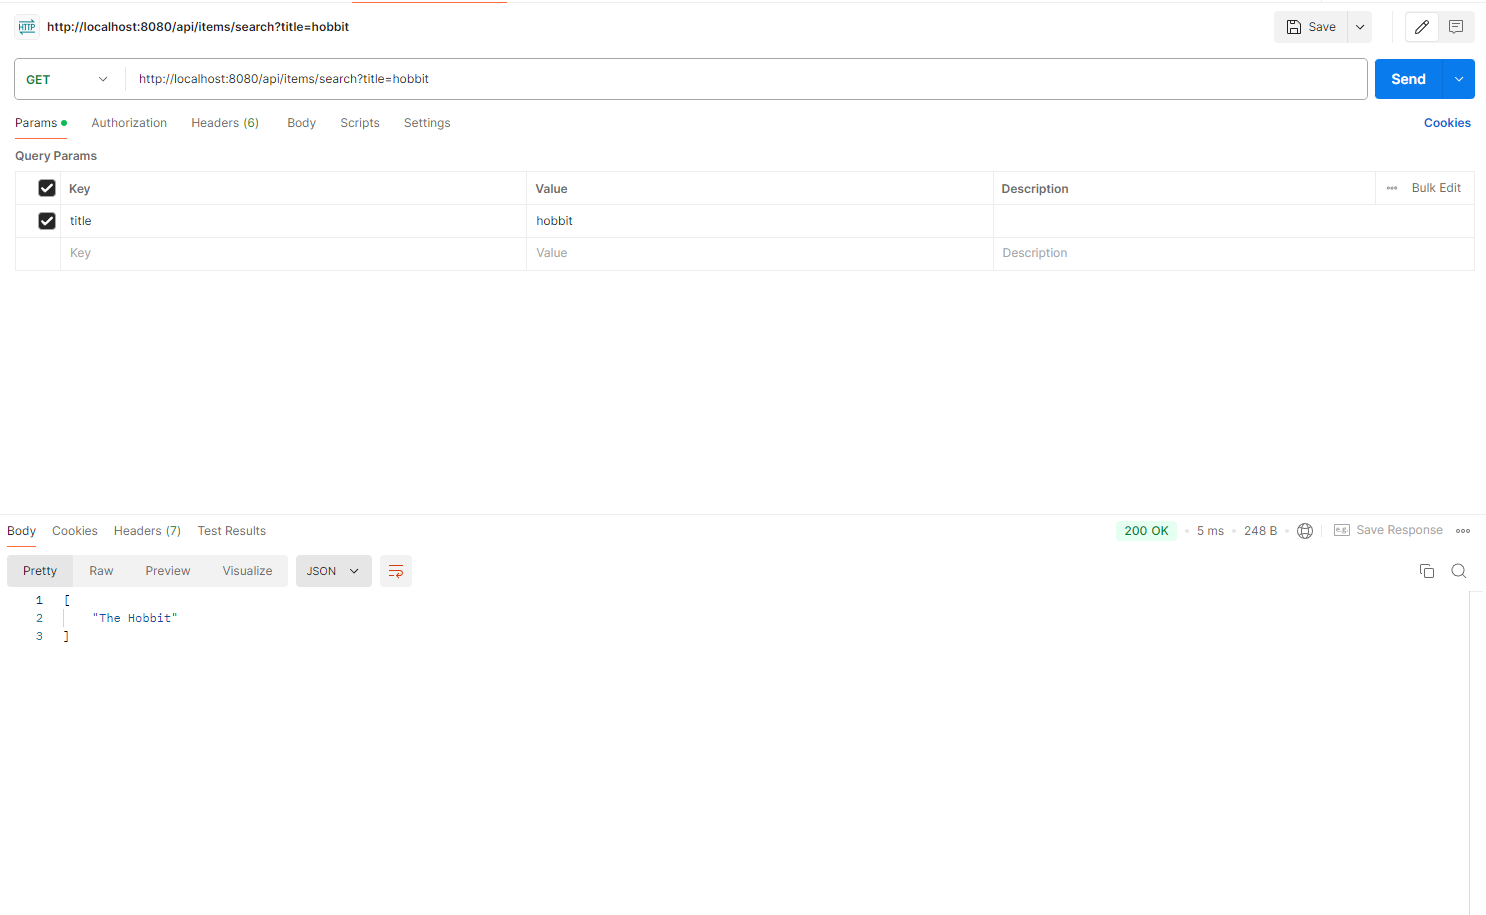 HTTP http://localhost:8080/api/items/search?title=hobbit Save
GET http://localhost:8080/api/items/search?title=hobbit Send
Params Authorization Headers (6) Body Scripts Settings Cookies
Query Params
Key Value Description Bulk Edit
title hobbit
Key Value Description
Body Cookies Headers (7) Test Results 200 OK 5 ms 248 B e.g. Save Response
Pretty Raw Preview Visualize JSON
1 [
2 "The Hobbit"
3 ]